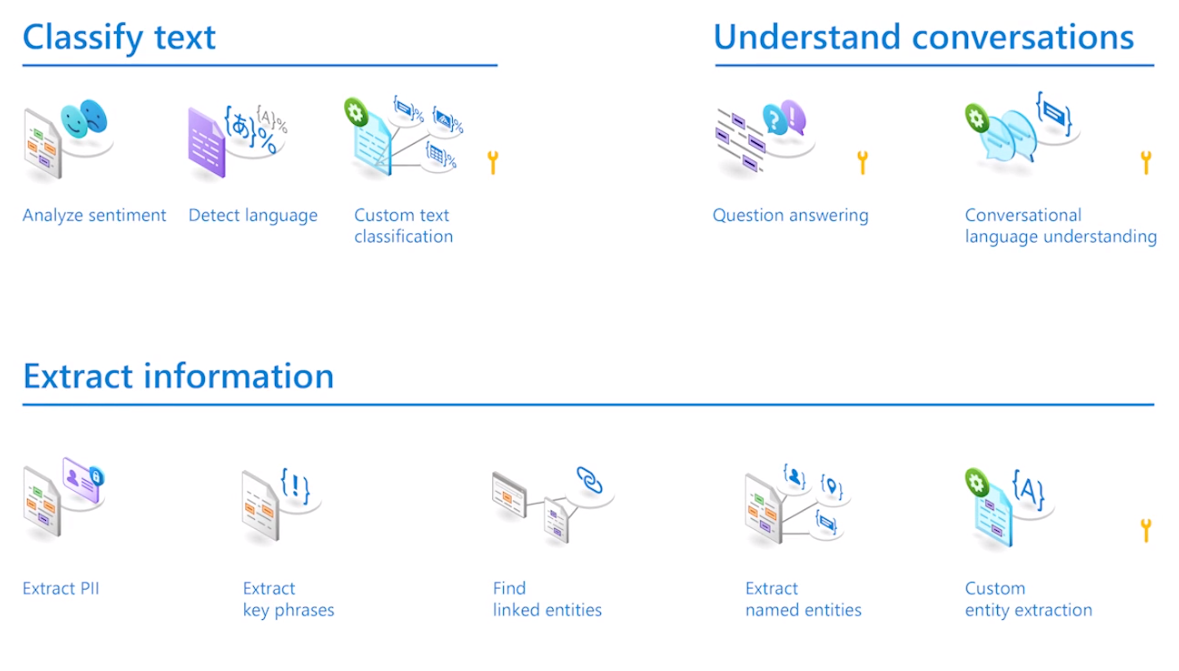 Classify text
Understand conversations
{あ}%
{A}%
Analyze sentiment
Detect language
Custom text
classification
Question answering
Conversational
language understanding
Extract information
{!}
{A}
Extract PII
Extract
key phrases
Find
linked entities
Extract
named entities
Custom
entity extraction